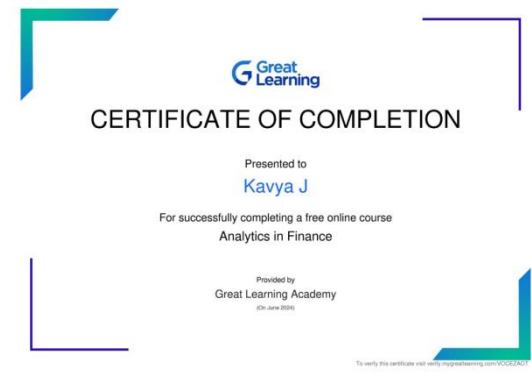 Great
Learning
CERTIFICATE OF COMPLETION
Presented to
Kavya J
For successfully completing a free online course
Analytics in Finance
Provided by
Great Learning Academy
(On June 2024)
To verify this certificate visit verify.mygreatlearning.com/VOCEZAGT